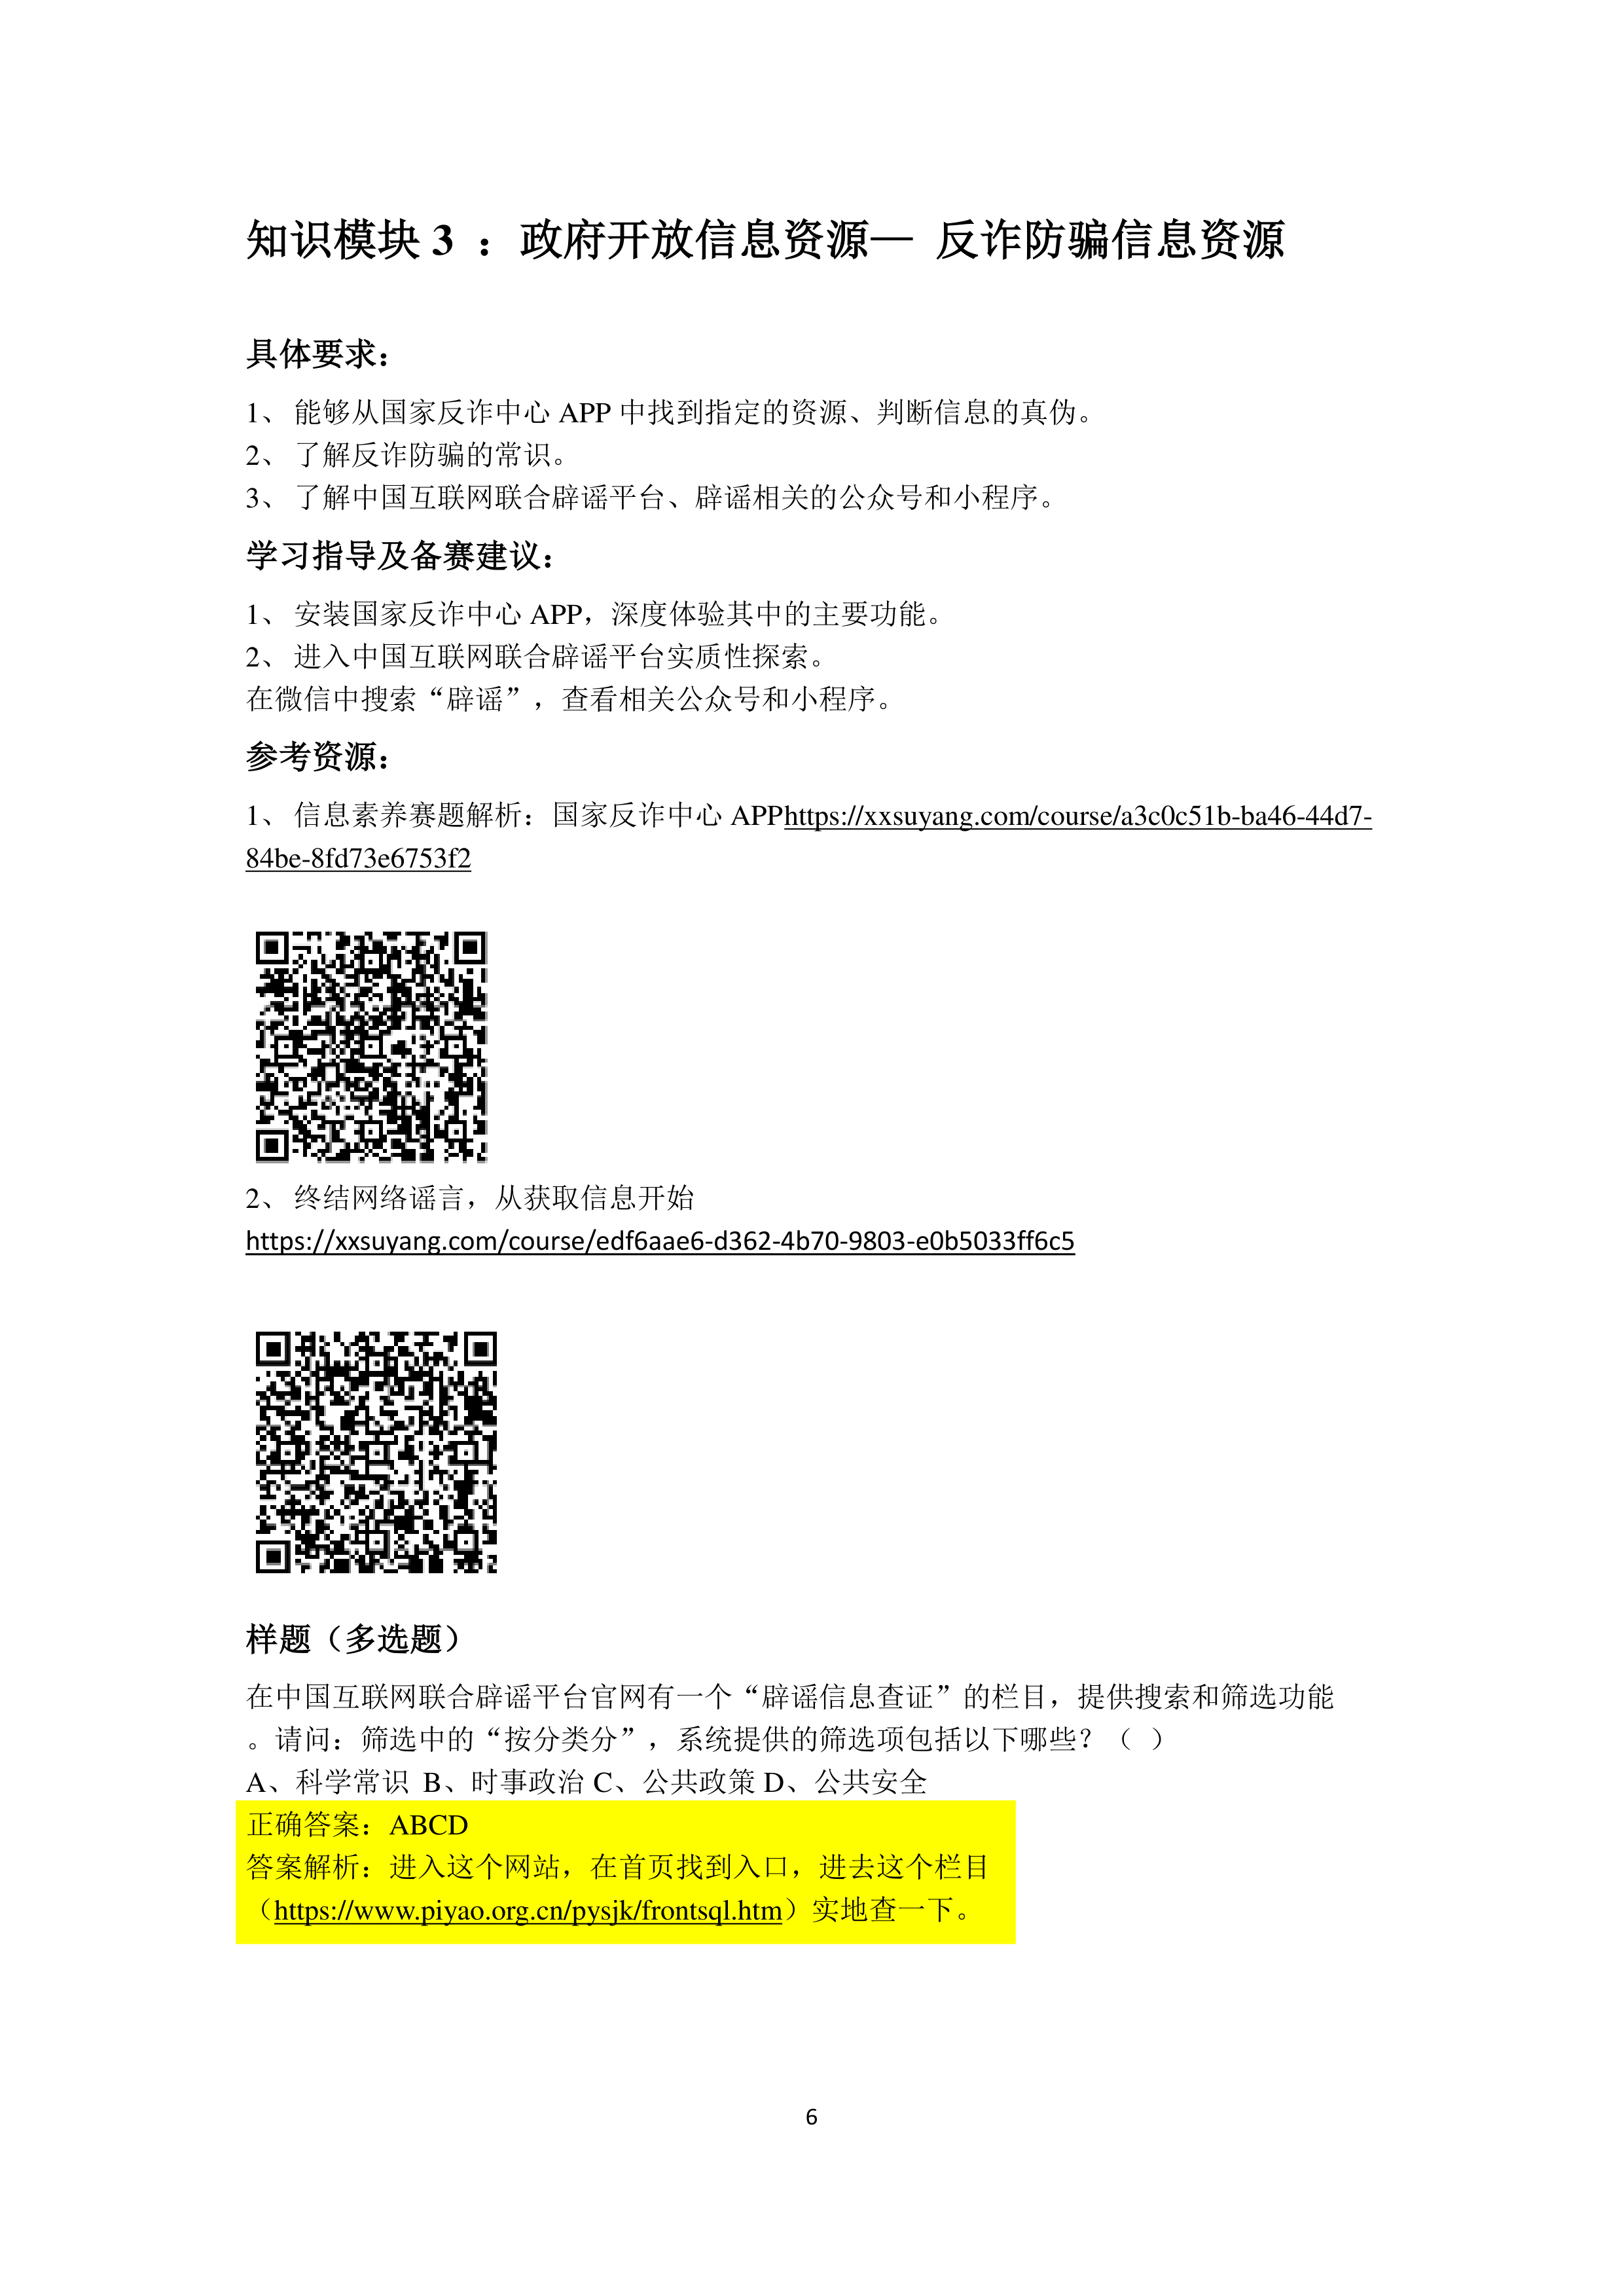 知识模块 3 ：政府开放信息资源— 反诈防骗信息资源
具体要求：
1、 能够从国家反诈中心 APP 中找到指定的资源、判断信息的真伪。
2、 了解反诈防骗的常识。
3、 了解中国互联网联合辟谣平台、辟谣相关的公众号和小程序。
学习指导及备赛建议：
1、 安装国家反诈中心 APP，深度体验其中的主要功能。
2、 进入中国互联网联合辟谣平台实质性探索。
在微信中搜索“辟谣”，查看相关公众号和小程序。
参考资源：
1、 信息素养赛题解析：国家反诈中心 APPhttps://xxsuyang.com/course/a3c0c51b-ba46-44d7-
84be-8fd73e6753f2
2、 终结网络谣言，从获取信息开始
https://xxsuyang.com/course/edf6aae6-d362-4b70-9803-e0b5033ff6c5
样题（多选题）
在中国互联网联合辟谣平台官网有一个“辟谣信息查证”的栏目，提供搜索和筛选功能
。请问：筛选中的“按分类分”，系统提供的筛选项包括以下哪些？（ ）
A、科学常识 B、时事政治 C、公共政策 D、公共安全
正确答案：ABCD
答案解析：进入这个网站，在首页找到入口，进去这个栏目
（https://www.piyao.org.cn/pysjk/frontsql.htm）实地查一下。
6